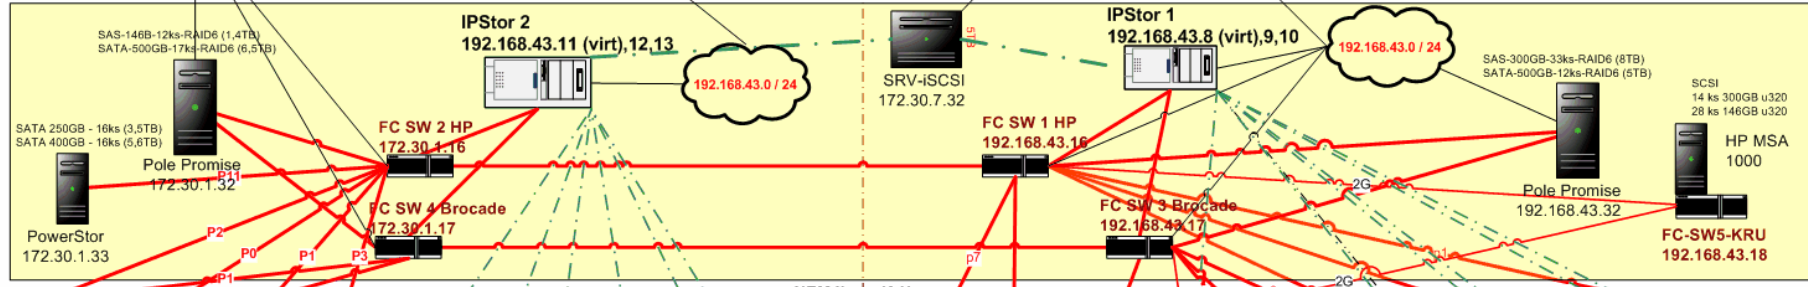 SAS-146B-12ks-RAID6 (1,4TB)
SATA-500GB-17ks-RAID6 (6,5TB)
IPStor 2
192.168.43.11 (virt),12,13
192.168.43.0 / 24
SRV-iSCSI
172.30.7.32
5TB
IPStor 1
192.168.43.8 (virt),9,10
192.168.43.0 / 24
SAS-300GB-33ks-RAID6 (8TB)
SATA-500GB-12ks-RAID6 (5TB)
SCSI
14 ks 300GB u320
28 ks 146GB u320
HP MSA
1000
SATA 250GB - 16ks (3,5TB)
SATA 400GB - 16ks (5,6TB)
Pole Promise
172.30.1.32
P11
FC SW 2 HP
172.30.1.16
FC SW 1 HP
192.168.43.16
2G
Pole Promise
192.168.43.32
PowerStor
172.30.1.33
FC SW 4 Brocade
172.30.1.17
FC SW 3 Brocade
192.168.43.17
FC-SW5-KRU
192.168.43.18
P2
P0
P1
P3
P1
p7
p1
2G